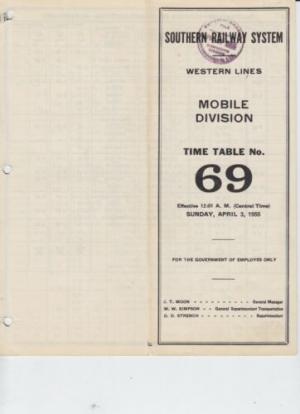 SOUTHERN RAILWAY SYSTEM
WESTERN LINES
MOBILE
DIVISION
TIME TABLE No.
69
Effective 12:01 A. M. (Central Time)
SUNDAY, APRIL 3, 1955
FOR THE GOVERNMENT OF EMPLOYES ONLY
J. T. MOON - - - - - - - - - General Manager
W. W. SIMPSON - - General Superintendent Transportation
- - - - - - - - - Superintendent